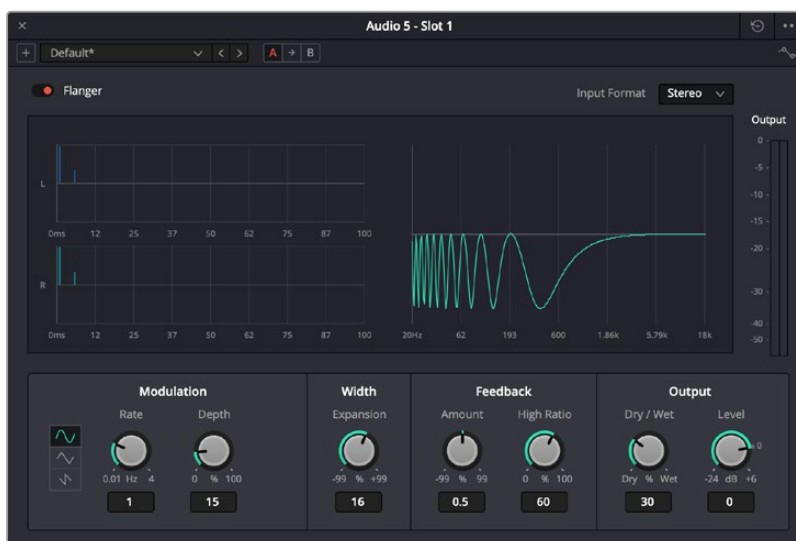 Audio 5 - Slot 1
Default*
A
B
Flanger
Input Format
Stereo
Output
L
0ms 12 25 37 50 62 75 87 100
R
0ms 12 25 37 50 62 75 87 100
20Hz 62 193 600 1.86k 5.79k 18k
0
-5
-10
-15
-20
-30
-40
-50
Modulation
Width
Feedback
Output
Rate
Depth
Expansion
Amount
High Ratio
Dry / Wet
Level
0
0.01 Hz 4
0 % 100
-99 % +99
-99 % 99
0 % 100
Dry % Wet
-24 dB +6
1
15
16
0.5
60
30
0